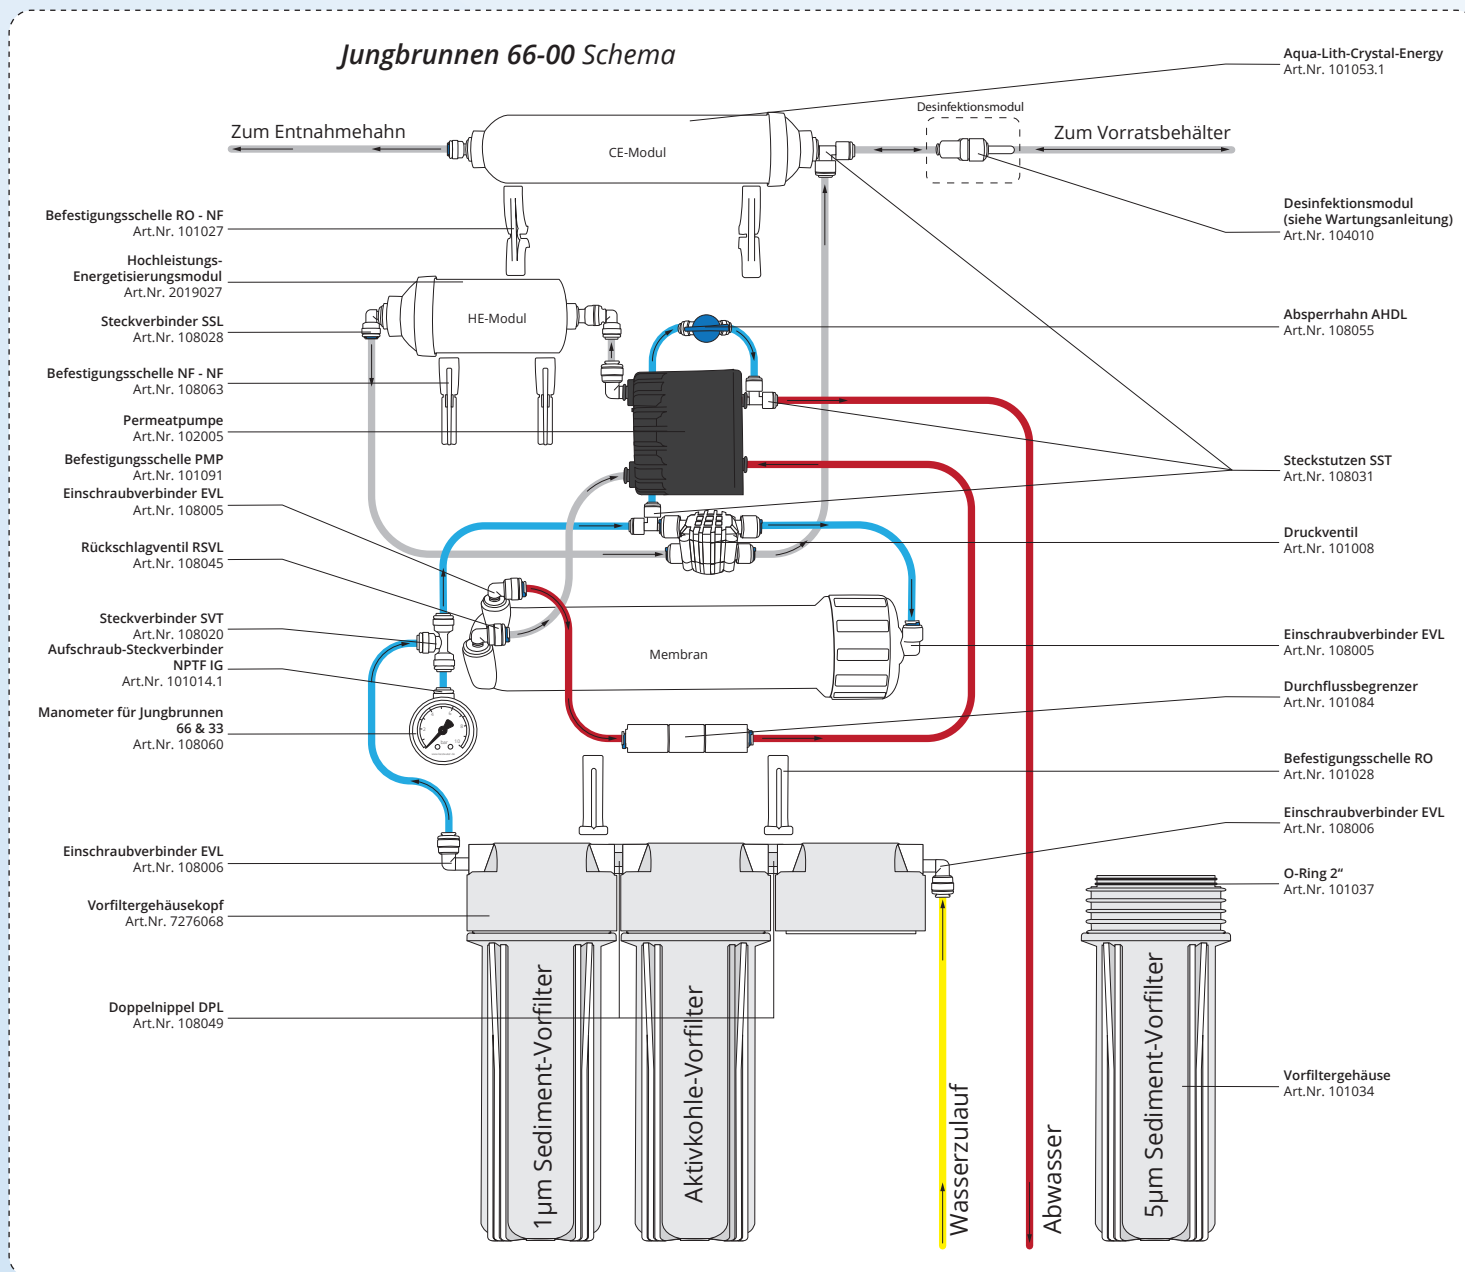 Jungbrunnen 66-00 Schema
Aqua-Lith-Crystal-Energy
Art.Nr. 101053.1
Desinfektionsmodul
Zum Entnahmehahn
Zum Vorratsbehälter
CE-Modul
Befestigungsschelle RO - NF
Art.Nr. 101027
Desinfektionsmodul
(siehe Wartungsanleitung)
Art.Nr. 104010
Hochleistungs-
Energetisierungsmodul
Art.Nr. 2019027
HE-Modul
Steckverbinder SSL
Art.Nr. 108028
Absperrhahn AHDL
Art.Nr. 108055
Befestigungsschelle NF - NF
Art.Nr. 108063
Permeatpumpe
Art.Nr. 102005
Befestigungsschelle PMP
Art.Nr. 101091
Steckstutzen SST
Art.Nr. 108031
Einschraubverbinder EVL
Art.Nr. 108005
Druckventil
Art.Nr. 101008
Rückschlagventil RSVL
Art.Nr. 108045
Steckverbinder SVT
Art.Nr. 108020
Einschraubverbinder EVL
Art.Nr. 108005
Membran
Aufschraub-Steckverbinder
NPTF IG
Art.Nr. 101014.1
Durchflussbegrenzer
Art.Nr. 101084
Manometer für Jungbrunnen
66 & 33
Art.Nr. 108060
Befestigungsschelle RO
Art.Nr. 101028
Einschraubverbinder EVL
Art.Nr. 108006
Einschraubverbinder EVL
Art.Nr. 108006
O-Ring 2“
Art.Nr. 101037
Vorfiltergehäusekopf
Art.Nr. 7276068
Doppelnippel DPL
Art.Nr. 108049
1µm Sediment-Vorfilter
Aktivkohle-Vorfilter
Wasserzulauf
Abwasser
5µm Sediment-Vorfilter
Vorfiltergehäuse
Art.Nr. 101034